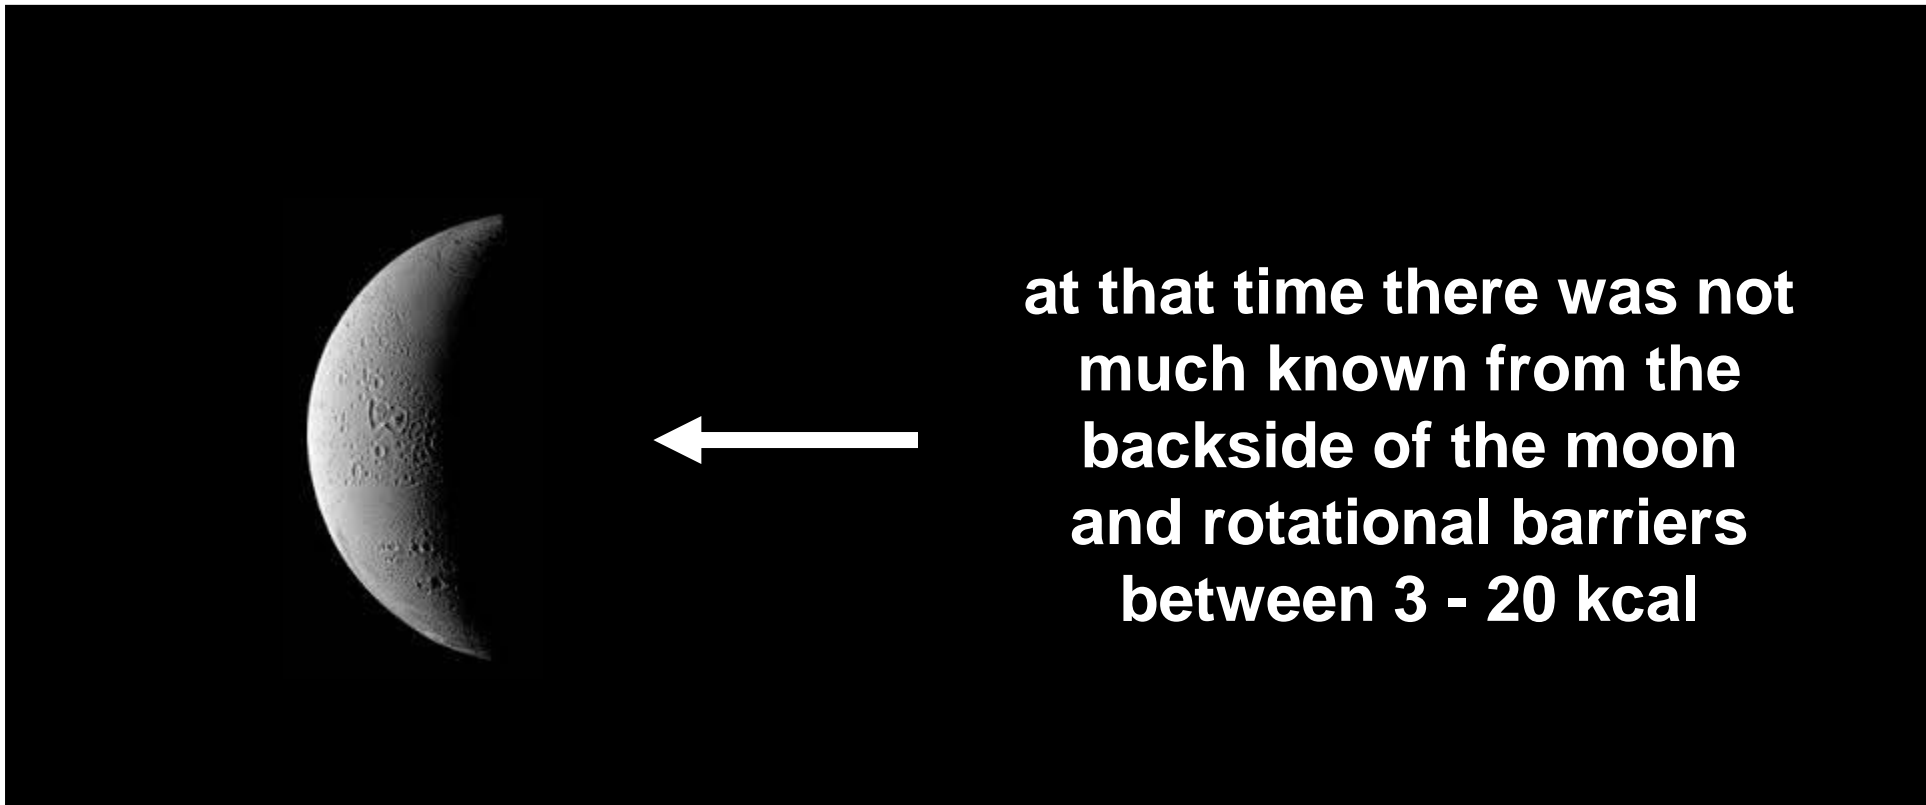 at that time there was not
much known from the
backside of the moon
and rotational barriers
between 3 - 20 kcal